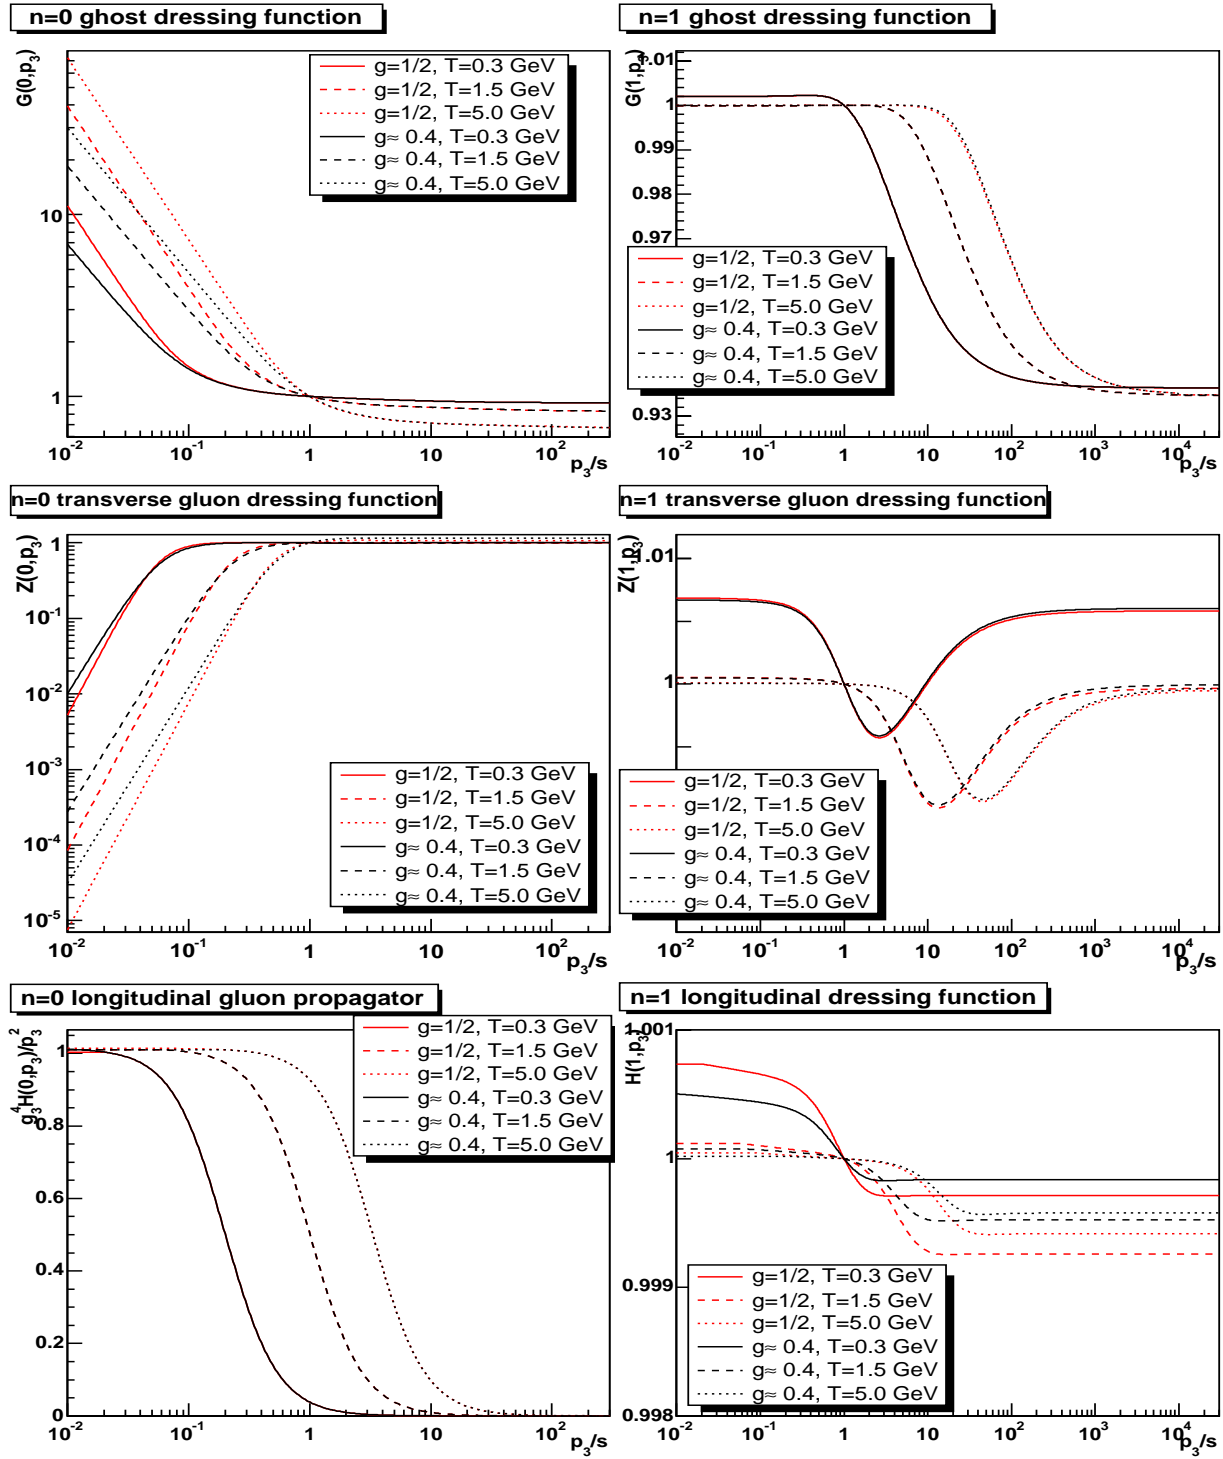 n=0 ghost dressing function
G(0,p₃)
g=1/2, T=0.3 GeV
g=1/2, T=1.5 GeV
g=1/2, T=5.0 GeV
g≈ 0.4, T=0.3 GeV
g≈ 0.4, T=1.5 GeV
g≈ 0.4, T=5.0 GeV
10
1
10⁻² 10⁻¹ 1 10 10²
p₃/s
n=1 ghost dressing function
G(1,p₃)
1.01
1
0.99
0.98
0.97
g=1/2, T=0.3 GeV
g=1/2, T=1.5 GeV
g=1/2, T=5.0 GeV
g≈ 0.4, T=0.3 GeV
g≈ 0.4, T=1.5 GeV
g≈ 0.4, T=5.0 GeV
0.93
10⁻² 10⁻¹ 1 10 10² 10³ 10⁴
p₃/s
n=0 transverse gluon dressing function
Z(0,p₃)
1
10⁻¹
10⁻²
10⁻³
10⁻⁴
10⁻⁵
g=1/2, T=0.3 GeV
g=1/2, T=1.5 GeV
g=1/2, T=5.0 GeV
g≈ 0.4, T=0.3 GeV
g≈ 0.4, T=1.5 GeV
g≈ 0.4, T=5.0 GeV
10⁻² 10⁻¹ 1 10 10²
p₃/s
n=1 transverse gluon dressing function
Z(1,p₃)
1.01
1
g=1/2, T=0.3 GeV
g=1/2, T=1.5 GeV
g=1/2, T=5.0 GeV
g≈ 0.4, T=0.3 GeV
g≈ 0.4, T=1.5 GeV
g≈ 0.4, T=5.0 GeV
10⁻² 10⁻¹ 1 10 10² 10³ 10⁴
p₃/s
n=0 longitudinal gluon propagator
g₃⁴H(0,p₃)/p₃²
g=1/2, T=0.3 GeV
g=1/2, T=1.5 GeV
g=1/2, T=5.0 GeV
g≈ 0.4, T=0.3 GeV
g≈ 0.4, T=1.5 GeV
g≈ 0.4, T=5.0 GeV
1
0.8
0.6
0.4
0.2
0
10⁻² 10⁻¹ 1 10 10²
p₃/s
n=1 longitudinal dressing function
H(1,p₃)
1.001
1
0.999
0.998
g=1/2, T=0.3 GeV
g=1/2, T=1.5 GeV
g=1/2, T=5.0 GeV
g≈ 0.4, T=0.3 GeV
g≈ 0.4, T=1.5 GeV
g≈ 0.4, T=5.0 GeV
10⁻² 10⁻¹ 1 10 10² 10³ 10⁴
p₃/s